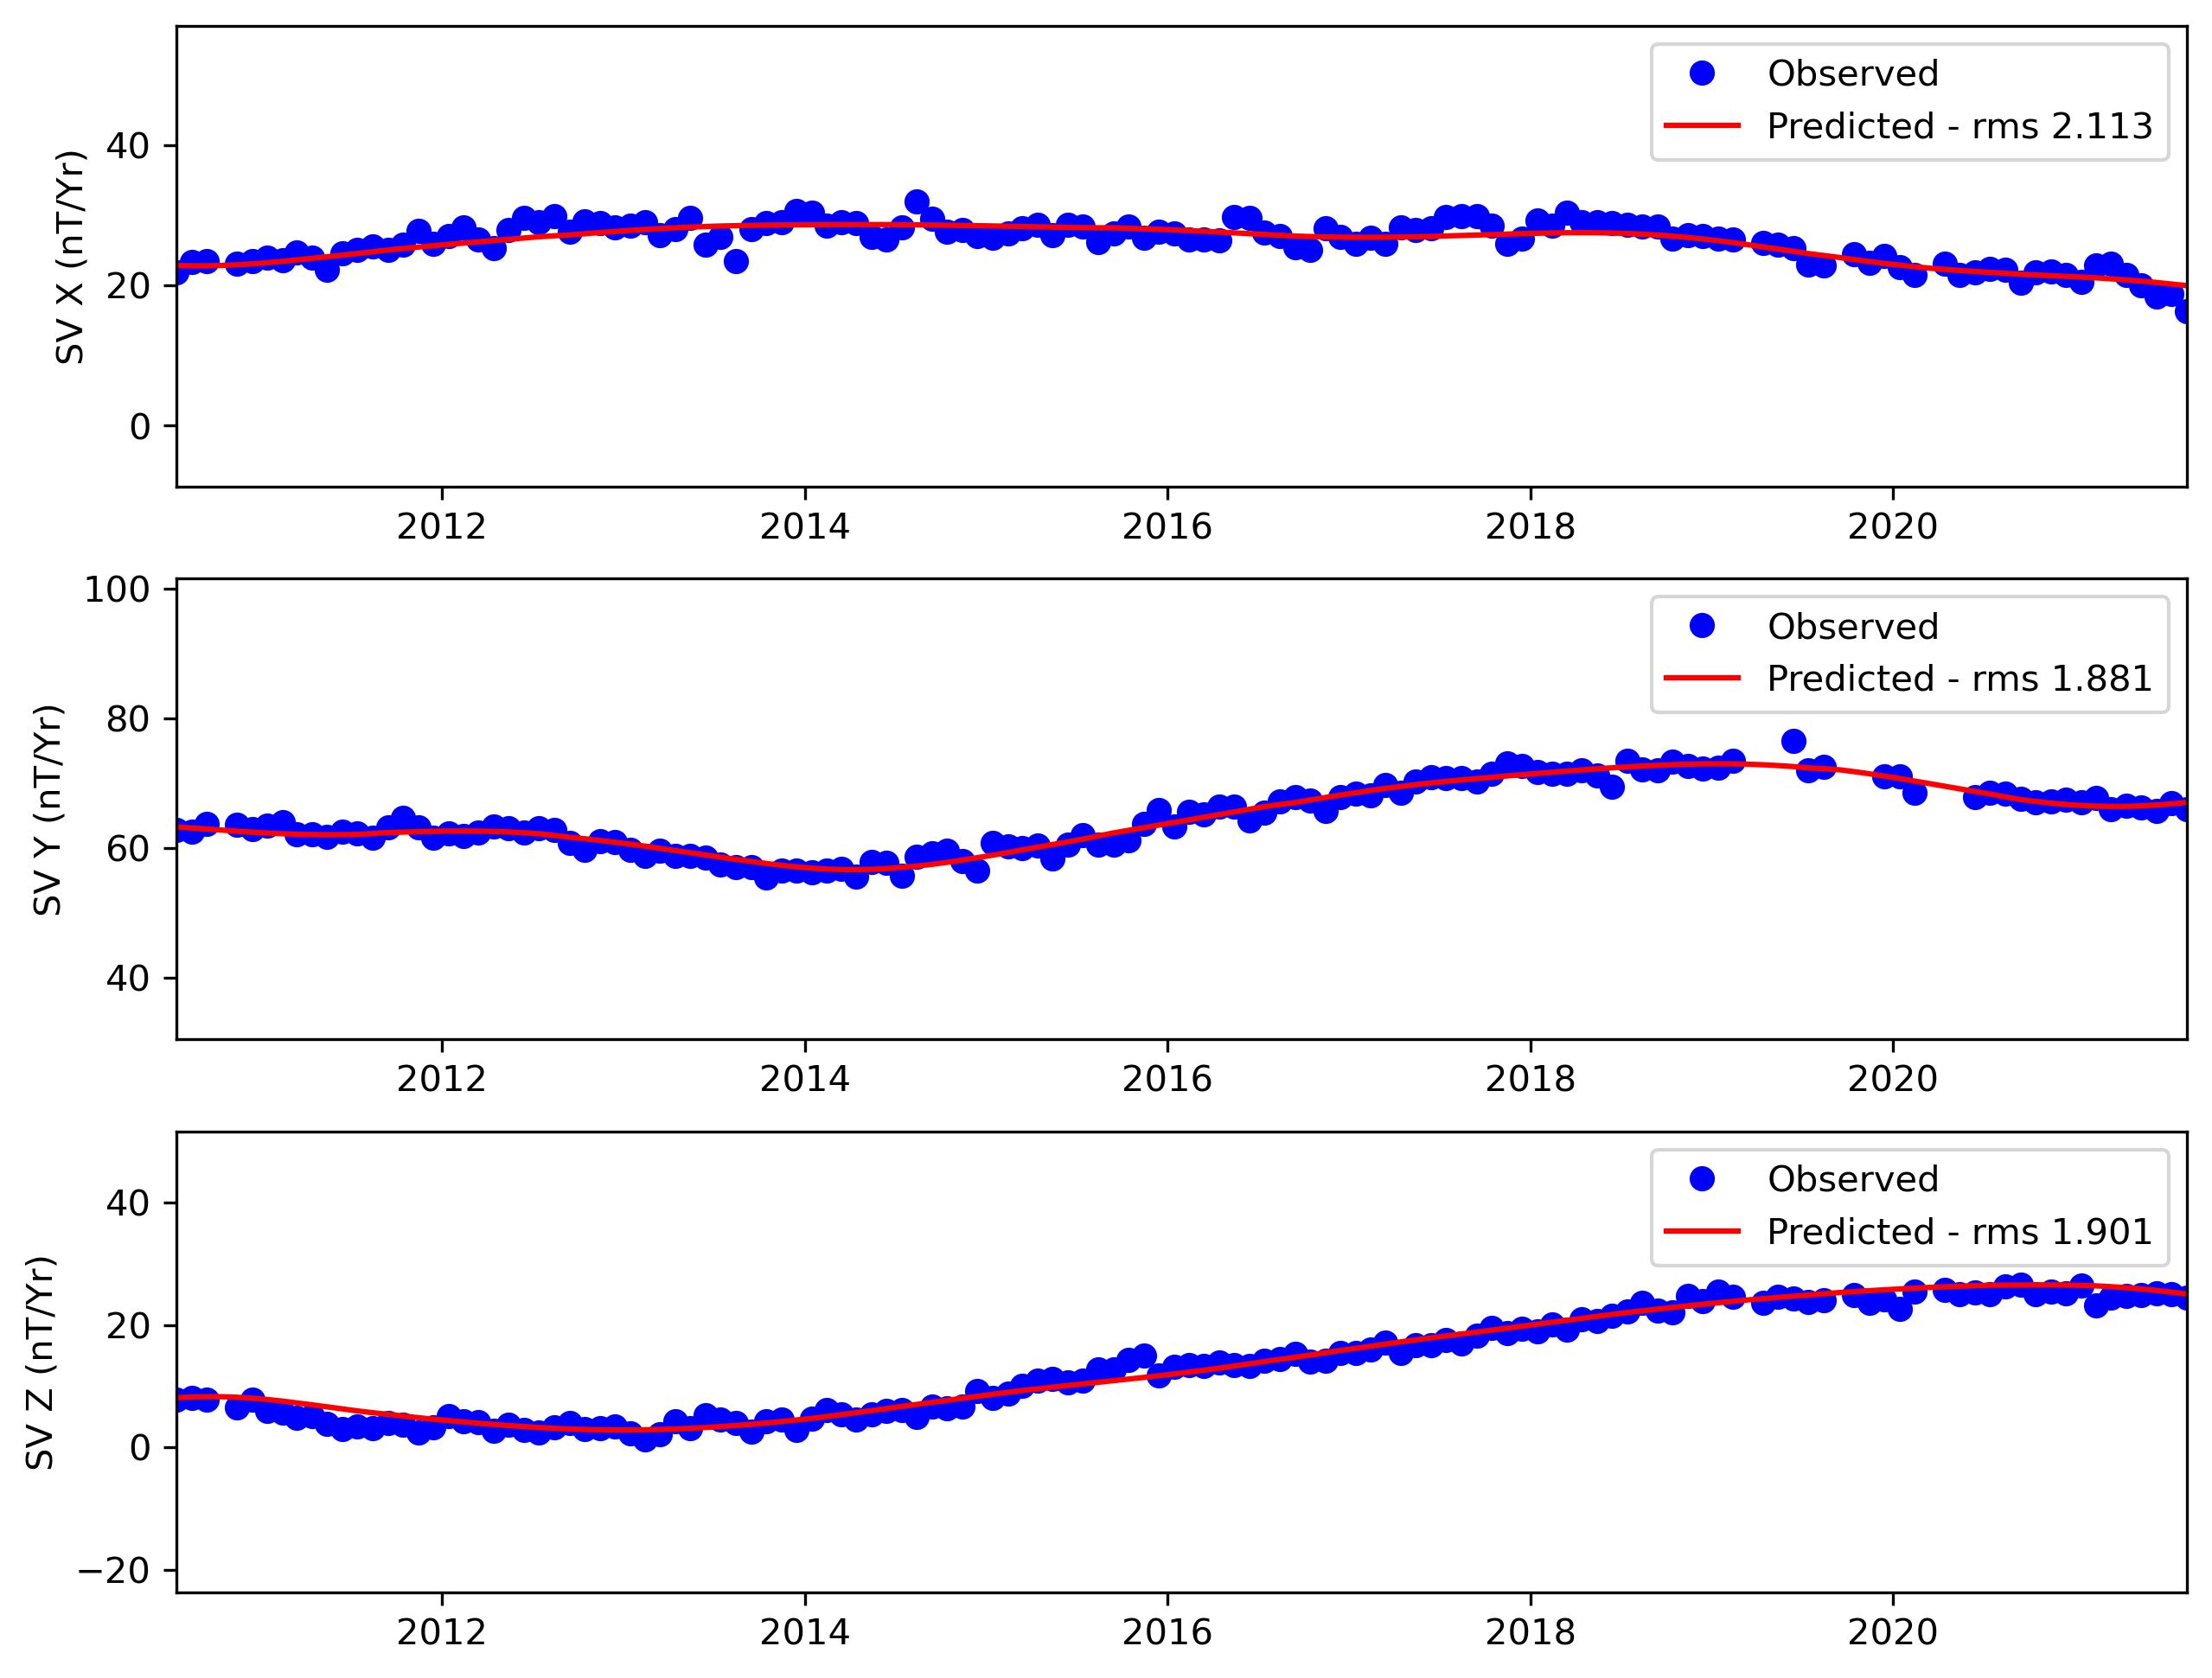 Observed
Predicted - rms 2.113
SV X (nT/Yr)
40
20
0
2012 2014 2016 2018 2020
Observed
Predicted - rms 1.881
SV Y (nT/Yr)
100
80
60
40
2012 2014 2016 2018 2020
Observed
Predicted - rms 1.901
SV Z (nT/Yr)
40
20
0
−20
2012 2014 2016 2018 2020